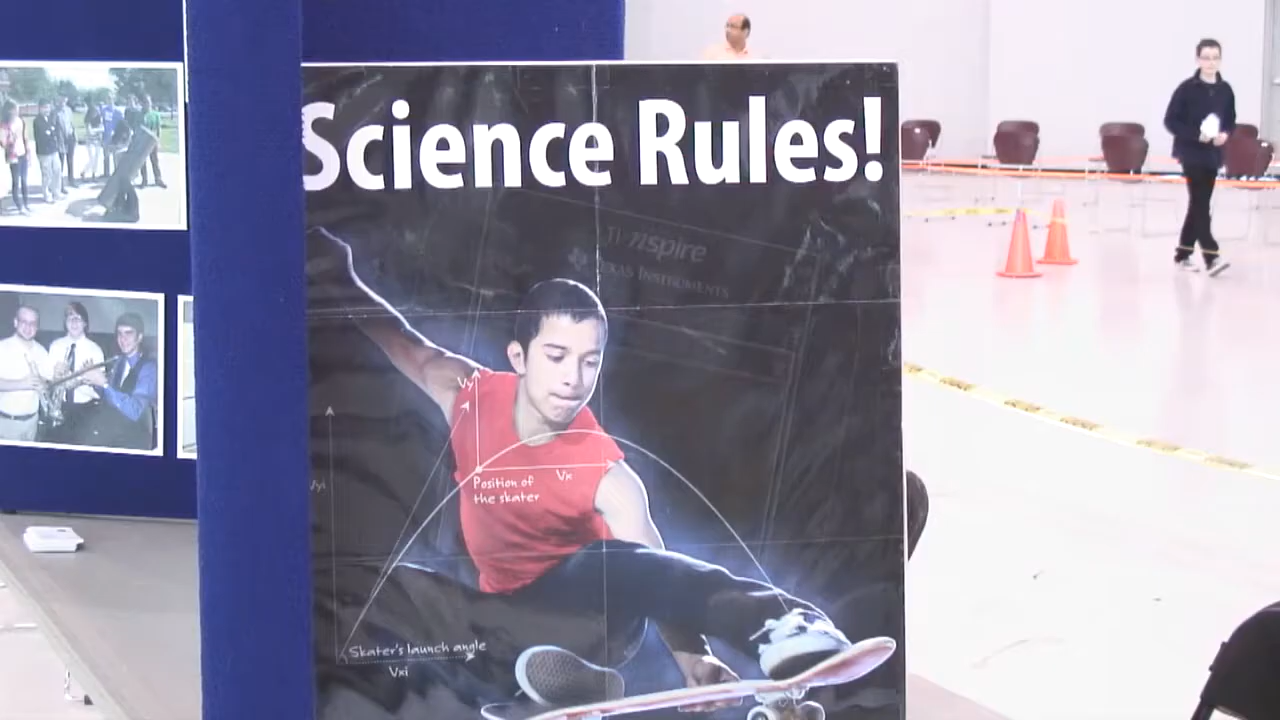 Science Rules!
TI-nspire
TEXAS INSTRUMENTS
Vy
Vx
Position of
the skater
Vyi
Skater's launch angle
Vxi